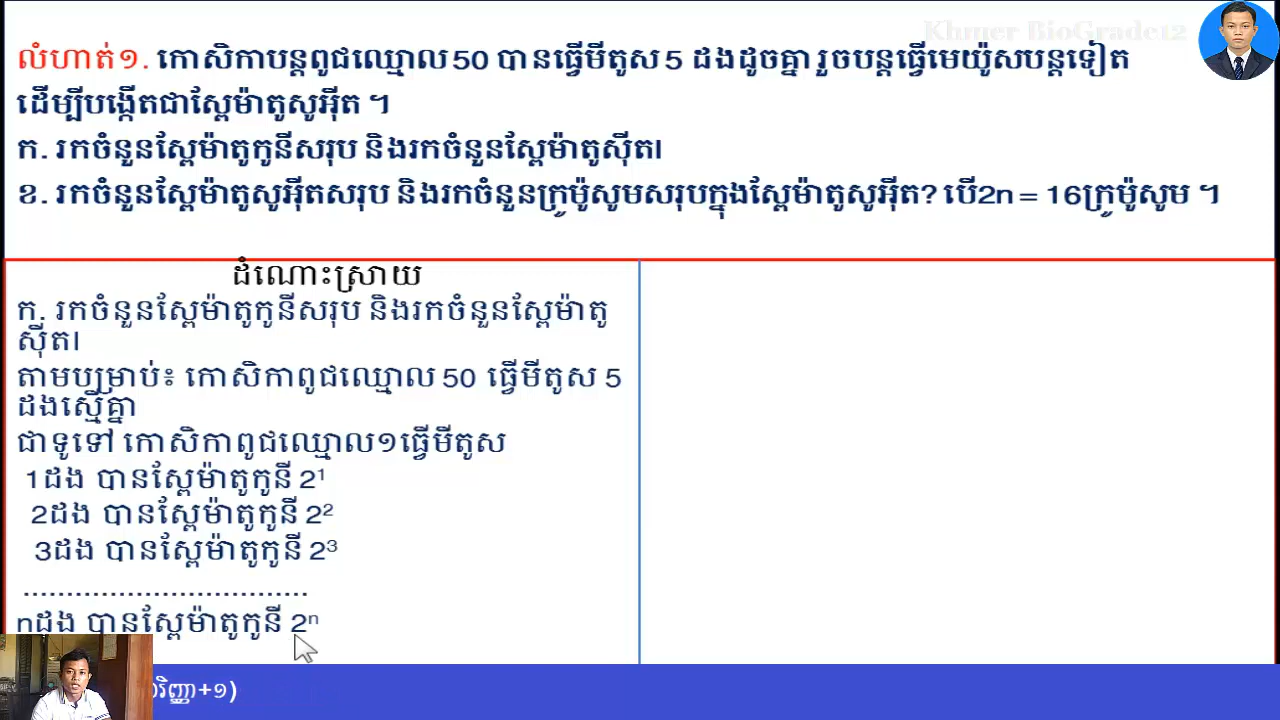 Khmer BioGrade12
លំហាត់១. កោសិកាបន្តពូជឈ្មោល 50 បានធ្វើមីតូស 5 ដងដូចគ្នា រួចបន្តធ្វើមេយ៉ូសបន្តទៀត
ដើម្បីបង្កើតជាស្ពែម៉ាតូសូអ៊ីត ។
ក. រកចំនួនស្ពែម៉ាតូកូនីសរុប និងរកចំនួនស្ពែម៉ាតូស៊ីត។
ខ. រកចំនួនស្ពែម៉ាតូសូអ៊ីតសរុប និងរកចំនួនក្រូម៉ូសូមសរុបក្នុងស្ពែម៉ាតូសូអ៊ីត? បើ2n = 16ក្រូម៉ូសូម ។
ដំណោះស្រាយ
ក. រកចំនួនស្ពែម៉ាតូកូនីសរុប និងរកចំនួនស្ពែម៉ាតូ
ស៊ីត។
តាមបម្រាប់៖ កោសិកាពូជឈ្មោល 50 ធ្វើមីតូស 5
ដងស្មើគ្នា
ជាទូទៅ កោសិកាពូជឈ្មោល១ធ្វើមីតូស
1ដង បានស្ពែម៉ាតូកូនី 2¹
2ដង បានស្ពែម៉ាតូកូនី 2²
3ដង បានស្ពែម៉ាតូកូនី 2³
.................................
nដង បានស្ពែម៉ាតូកូនី 2ⁿ
រិញ្ញា+១)